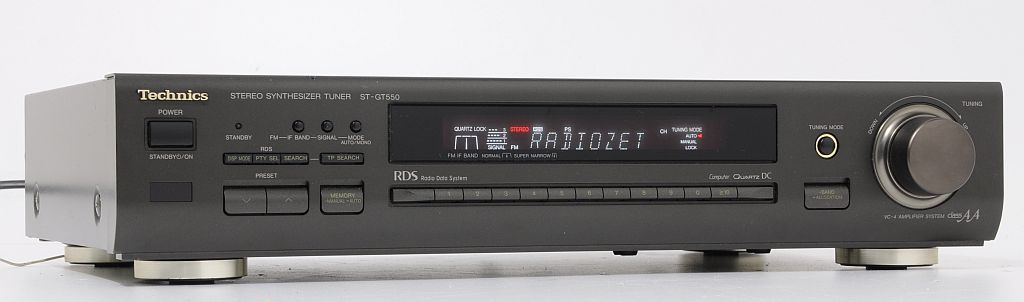 Technics
STEREO SYNTHESIZER TUNER ST-GT550
POWER
STANDBY⏻/ON
STANDBY
FM IF BAND SIGNAL MODE
AUTO/MONO
RDS
DISP MODE PTY SEL SEARCH TP SEARCH
PRESET
MEMORY
MANUAL AUTO
QUARTZ LOCK STEREO RDS PS
SIGNAL FM RADIOZET
CH TUNING MODE
AUTO
MANUAL
LOCK
FM IF BAND NORMAL SUPER NARROW
RDS Radio Data System
Computer QUARTZ DC
1 2 3 4 5 6 7 8 9 0 ≥10
TUNING MODE
BAND
TUNING
DOWN UP
VC-4 AMPLIFIER SYSTEM class AA